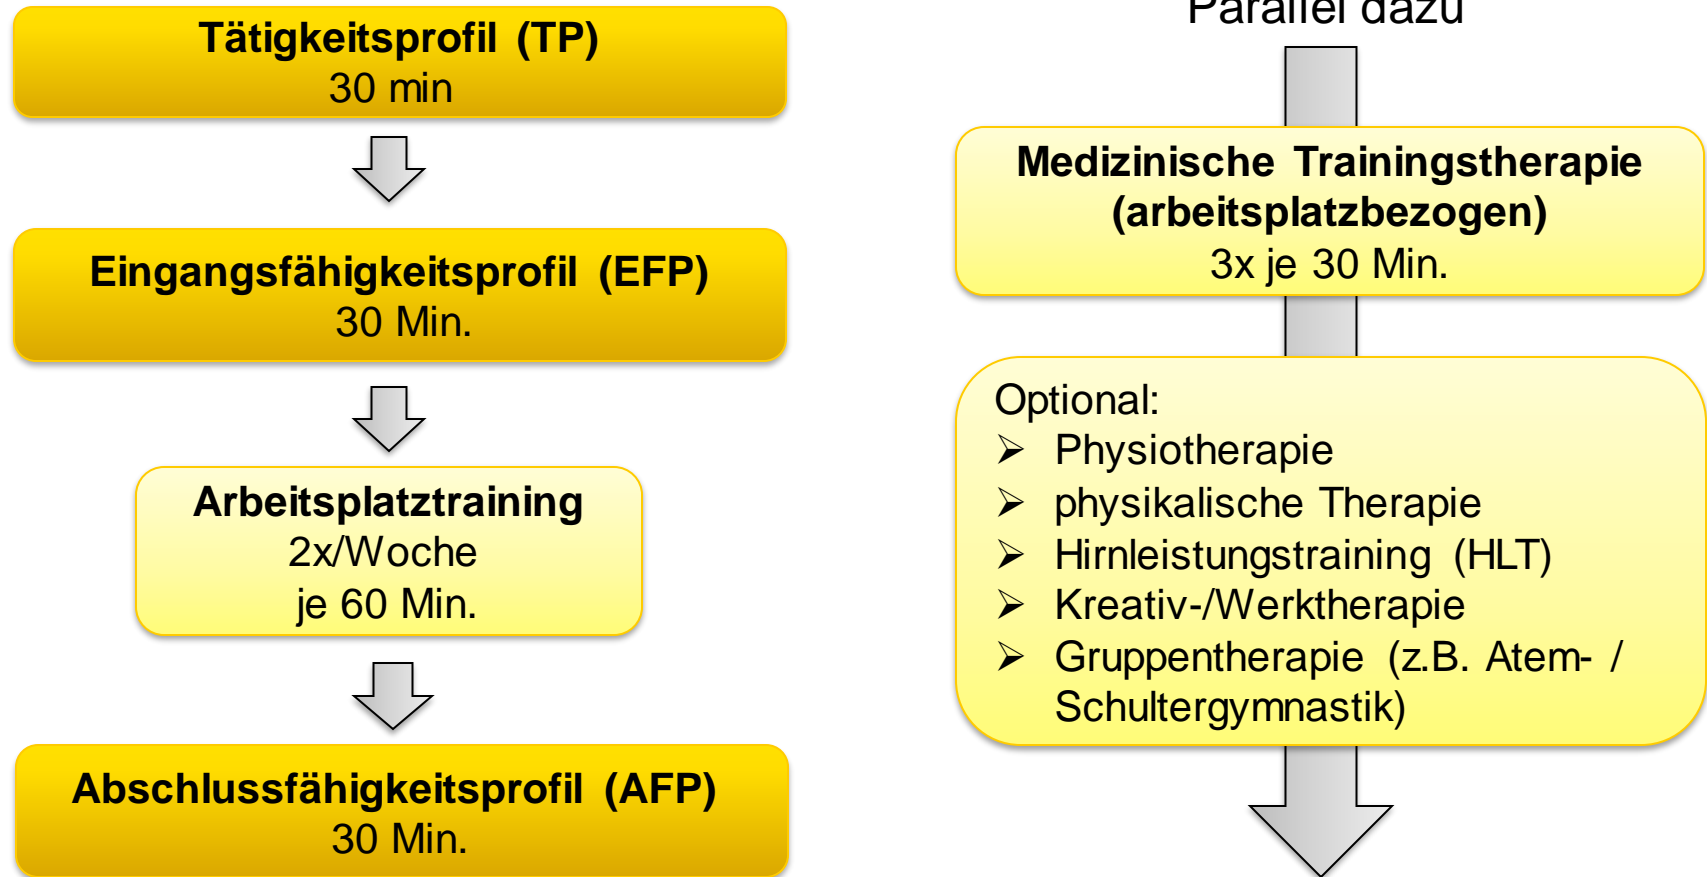 Tätigkeitsprofil (TP)
30 min
Eingangsfähigkeitsprofil (EFP)
30 Min.
Arbeitsplatztraining
2x/Woche
je 60 Min.
Abschlussfähigkeitsprofil (AFP)
30 Min.
Parallel dazu
Medizinische Trainingstherapie
(arbeitsplatzbezogen)
3x je 30 Min.
Optional:
➢ Physiotherapie
➢ physikalische Therapie
➢ Hirnleistungstraining (HLT)
➢ Kreativ-/Werktherapie
➢ Gruppentherapie (z.B. Atem- /
Schultergymnastik)